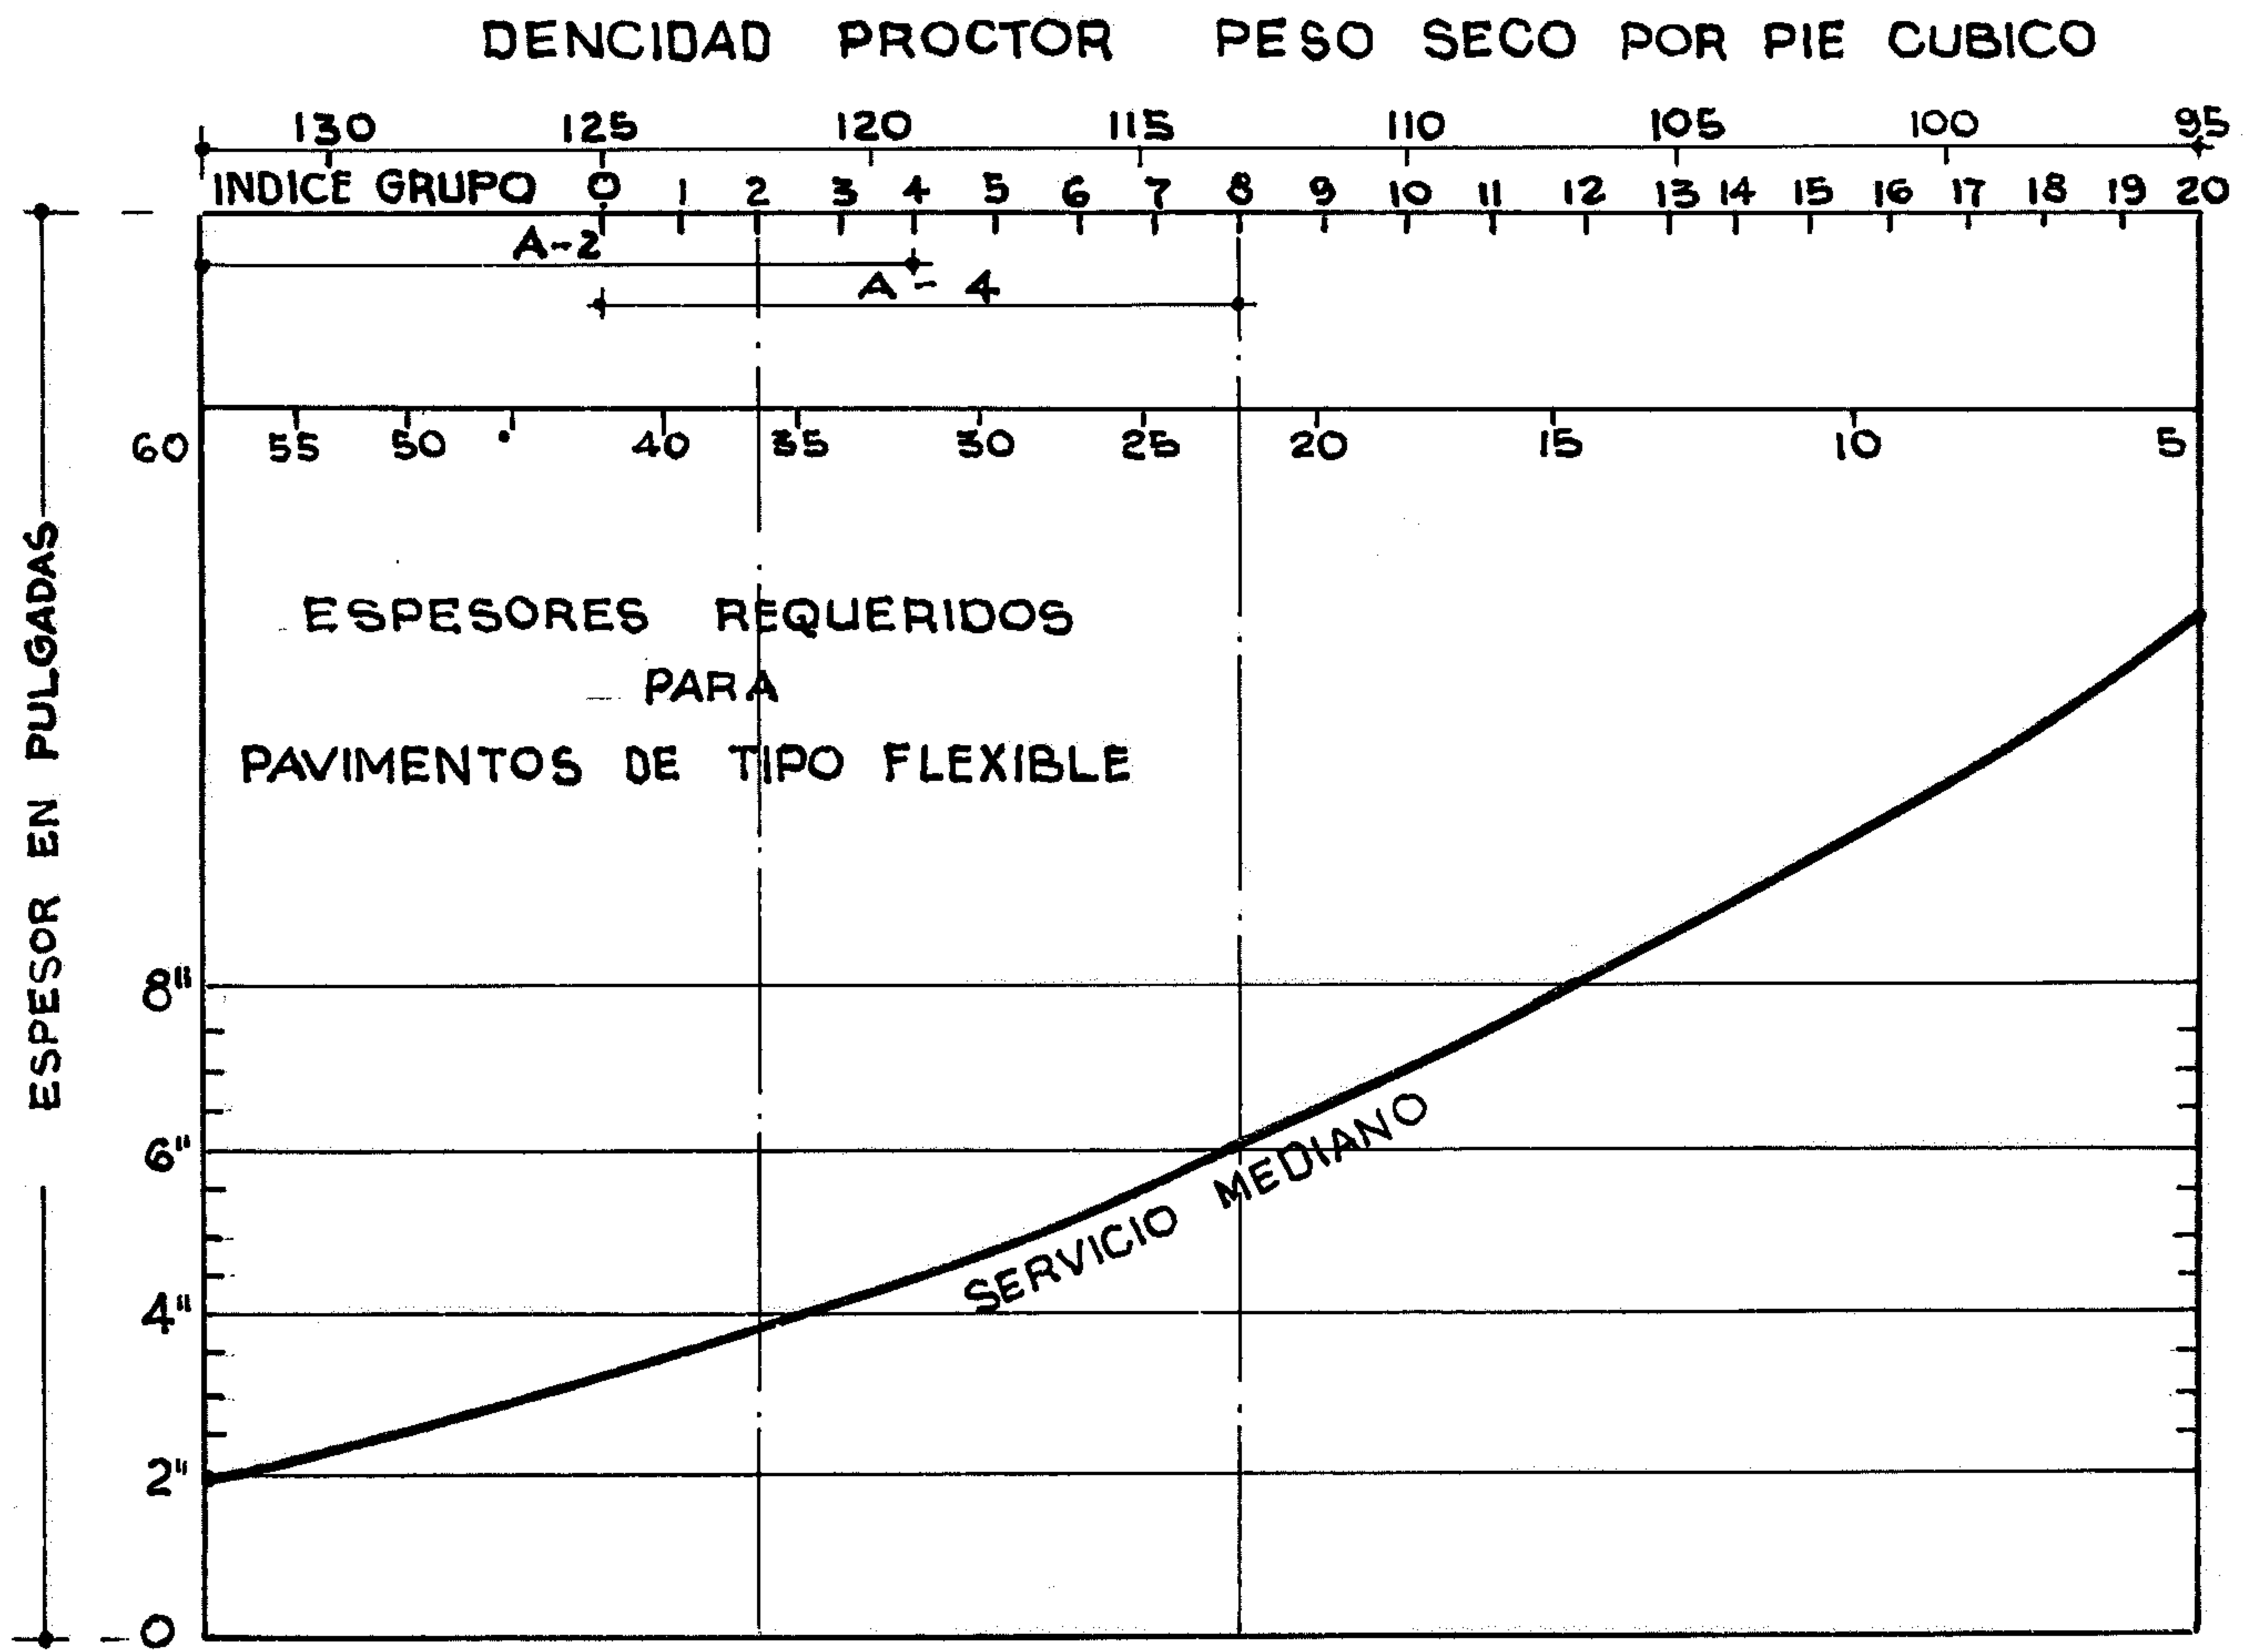 DENCIDAD PROCTOR PESO SECO POR PIE CUBICO
130 125 120 115 110 105 100 95
INDICE GRUPO 0 1 2 3 4 5 6 7 8 9 10 11 12 13 14 15 16 17 18 19 20
A-2
A-4
60 55 50 40 35 30 25 20 15 10 5
ESPESORES REQUERIDOS
PARA
PAVIMENTOS DE TIPO FLEXIBLE
ESPESOR EN PULGADAS
8"
6"
SERVICIO MEDIANO
4"
2"
0